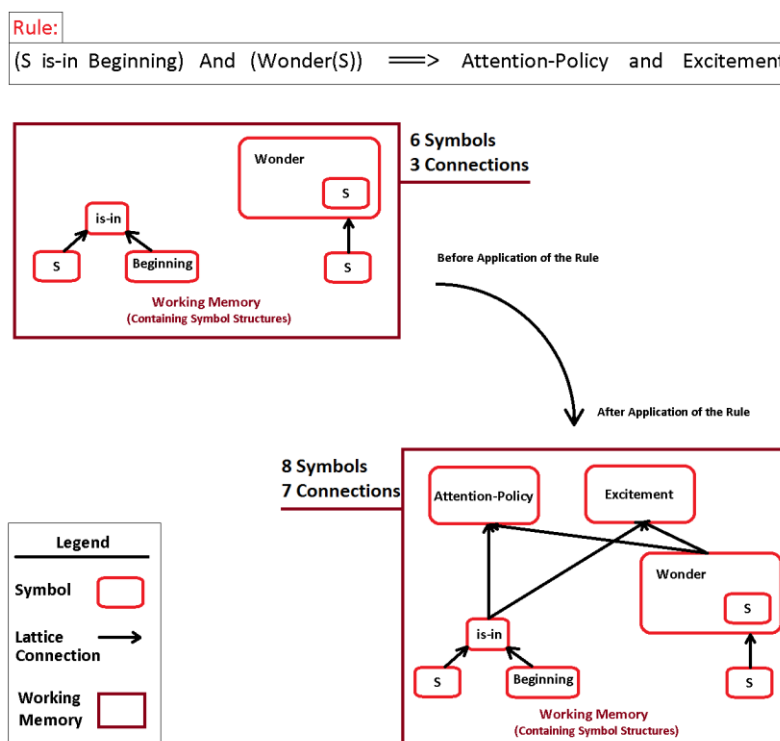 Rule:
(S is-in Beginning) And (Wonder(S)) ===> Attention-Policy and Excitement
6 Symbols
3 Connections
Wonder
S
is-in
S
Beginning
S
Working Memory
(Containing Symbol Structures)
Before Application of the Rule
After Application of the Rule
8 Symbols
7 Connections
Attention-Policy
Excitement
Wonder
S
is-in
S
Beginning
S
Working Memory
(Containing Symbol Structures)
Legend
Symbol
Lattice
Connection
Working
Memory